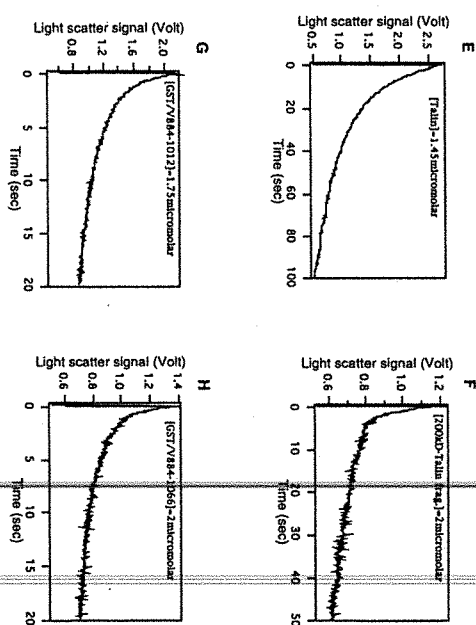 E
Light scatter signal (Volt)
0.5 1.0 1.5 2.0 2.5
[Talin]=1.45micromolar
0 20 40 60 80 100
Time (sec)
F
Light scatter signal (Volt)
0.6 0.8 1.0 1.2
[200kD-Talin frag.]=2micromolar
0 10 20 30 40 50
Time (sec)
G
Light scatter signal (Volt)
0.8 1.0 1.2 1.6 2.0
[GST/V884-1012]=1.75micromolar
0 5 10 15 20
Time (sec)
H
Light scatter signal (Volt)
0.6 0.8 1.0 1.2 1.4
[GST/V884-1066]=2micromolar
0 5 10 15 20
Time (sec)